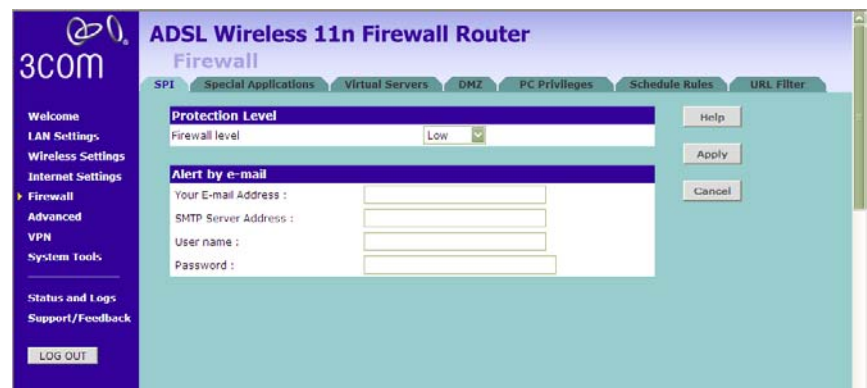 3COM
ADSL Wireless 11n Firewall Router
Firewall
SPI Special Applications Virtual Servers DMZ PC Privileges Schedule Rules URL Filter
Welcome
LAN Settings
Wireless Settings
Internet Settings
Firewall
Advanced
VPN
System Tools
Status and Logs
Support/Feedback
LOG OUT
Protection Level
Firewall level Low
Alert by e-mail
Your E-mail Address :
SMTP Server Address :
User name :
Password :
Help
Apply
Cancel